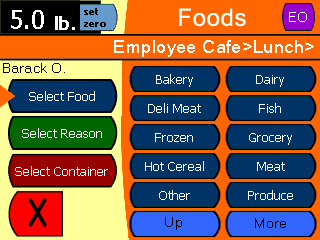 5.0 lb.
set
zero
Foods
EO
Employee Cafe>Lunch>
Barack O.
Select Food
Select Reason
Select Container
X
Bakery
Dairy
Deli Meat
Fish
Frozen
Grocery
Hot Cereal
Meat
Other
Produce
Up
More